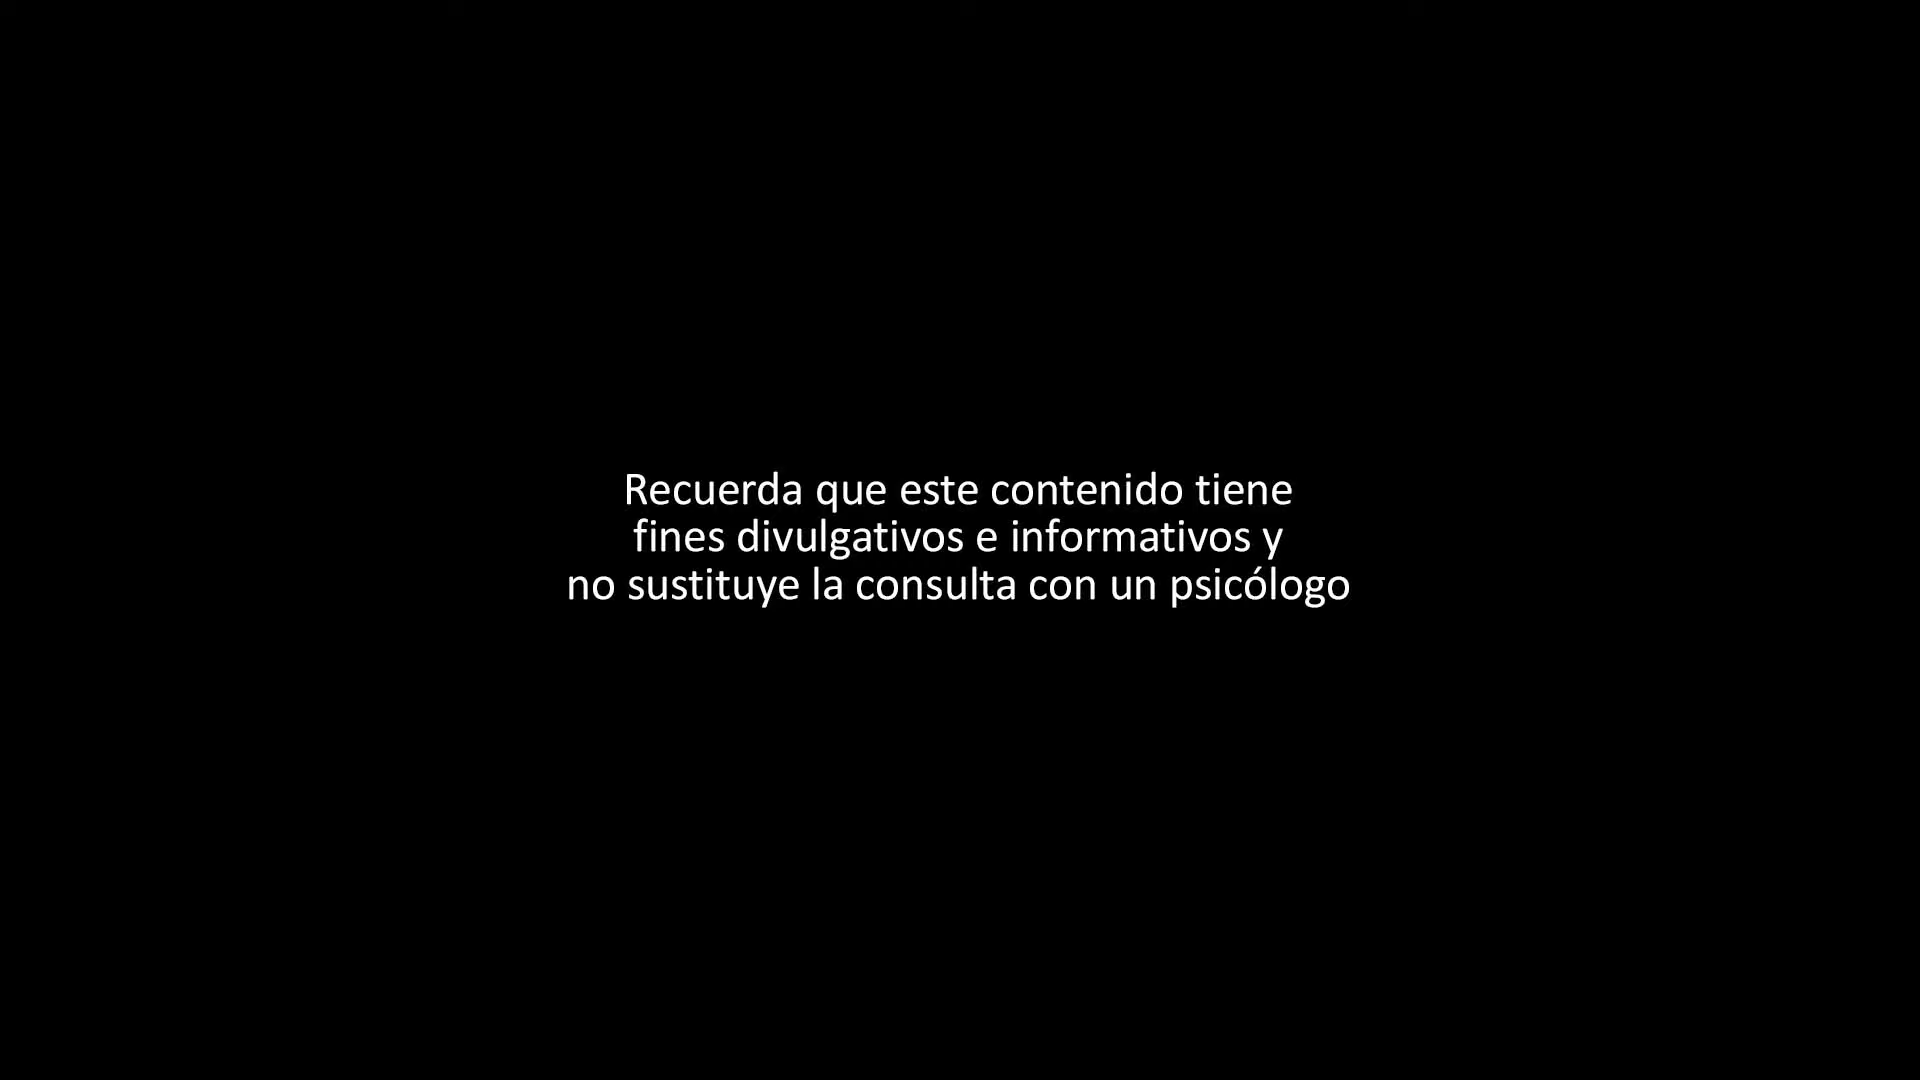 Recuerda que este contenido tiene
fines divulgativos e informativos y
no sustituye la consulta con un psicólogo